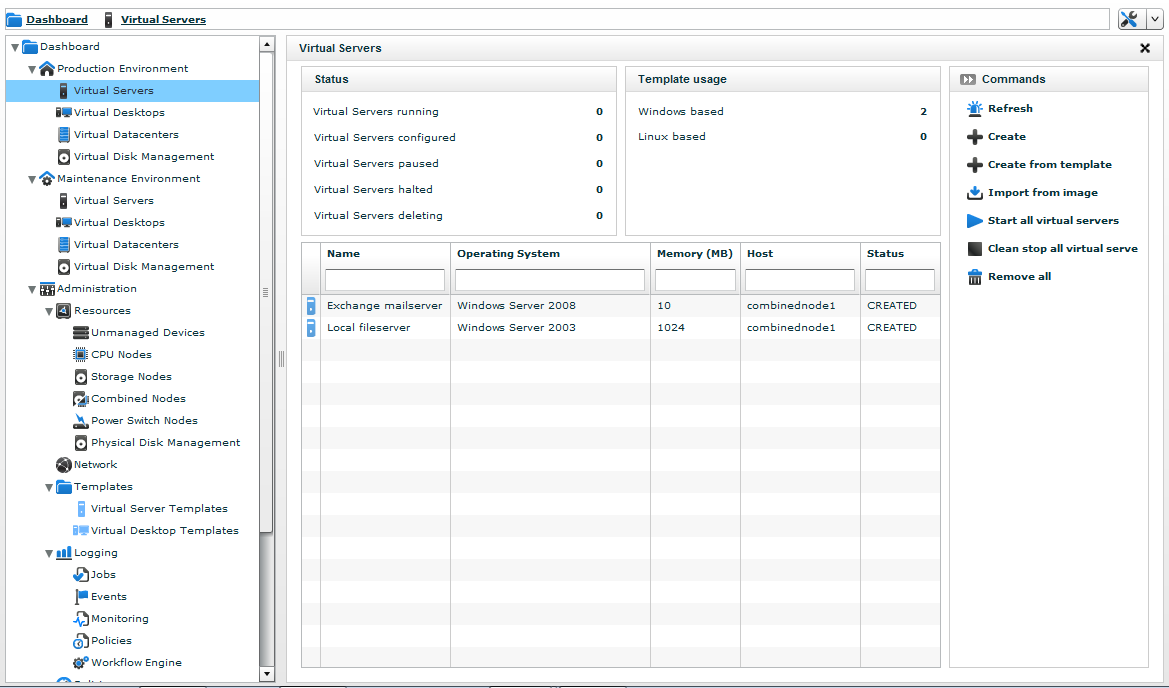 Dashboard Virtual Servers
Dashboard
Production Environment
Virtual Servers
Virtual Desktops
Virtual Datacenters
Virtual Disk Management
Maintenance Environment
Virtual Servers
Virtual Desktops
Virtual Datacenters
Virtual Disk Management
Administration
Resources
Unmanaged Devices
CPU Nodes
Storage Nodes
Combined Nodes
Power Switch Nodes
Physical Disk Management
Network
Templates
Virtual Server Templates
Virtual Desktop Templates
Logging
Jobs
Events
Monitoring
Policies
Workflow Engine
Virtual Servers
Status
Virtual Servers running 0
Virtual Servers configured 0
Virtual Servers paused 0
Virtual Servers halted 0
Virtual Servers deleting 0
Template usage
Windows based 2
Linux based 0
Name Operating System Memory (MB) Host Status
Exchange mailserver Windows Server 2008 10 combinednode1 CREATED
Local fileserver Windows Server 2003 1024 combinednode1 CREATED
Commands
Refresh
Create
Create from template
Import from image
Start all virtual servers
Clean stop all virtual serve
Remove all